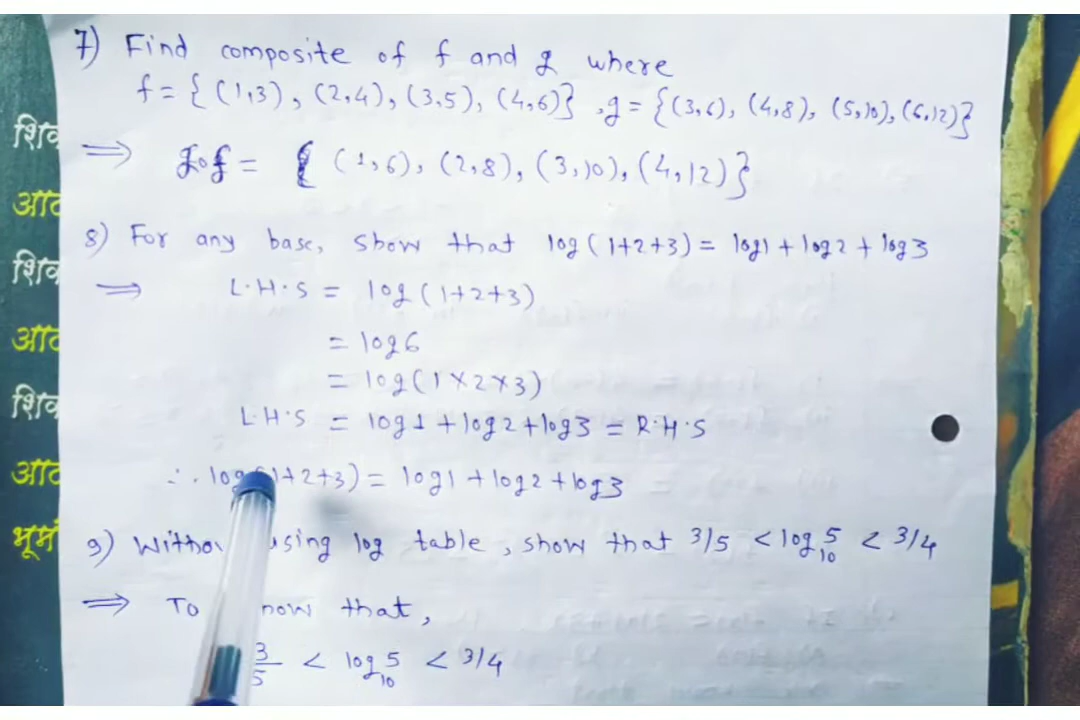 7) Find composite of f and g where
f = { (1,3), (2,4), (3,5), (4,6)} , g = {(3,6), (4,8), (5,10), (6,12)}
⇒ gof = { (1,6), (2,8), (3,10), (4,12)}
8) For any base, show that log (1+2+3) = log1 + log2 + log3
⇒ L.H.S = log (1+2+3)
= log6
= log(1×2×3)
L.H.S = log1 + log2 + log3 = R.H.S
∴ log(1+2+3) = log1 + log2 + log3
9) using log table, show that 3/5 < log₁₀5 < 3/4
⇒ To that,
3/5 < log₁₀5 < 3/4
शिव
शिव
शिव